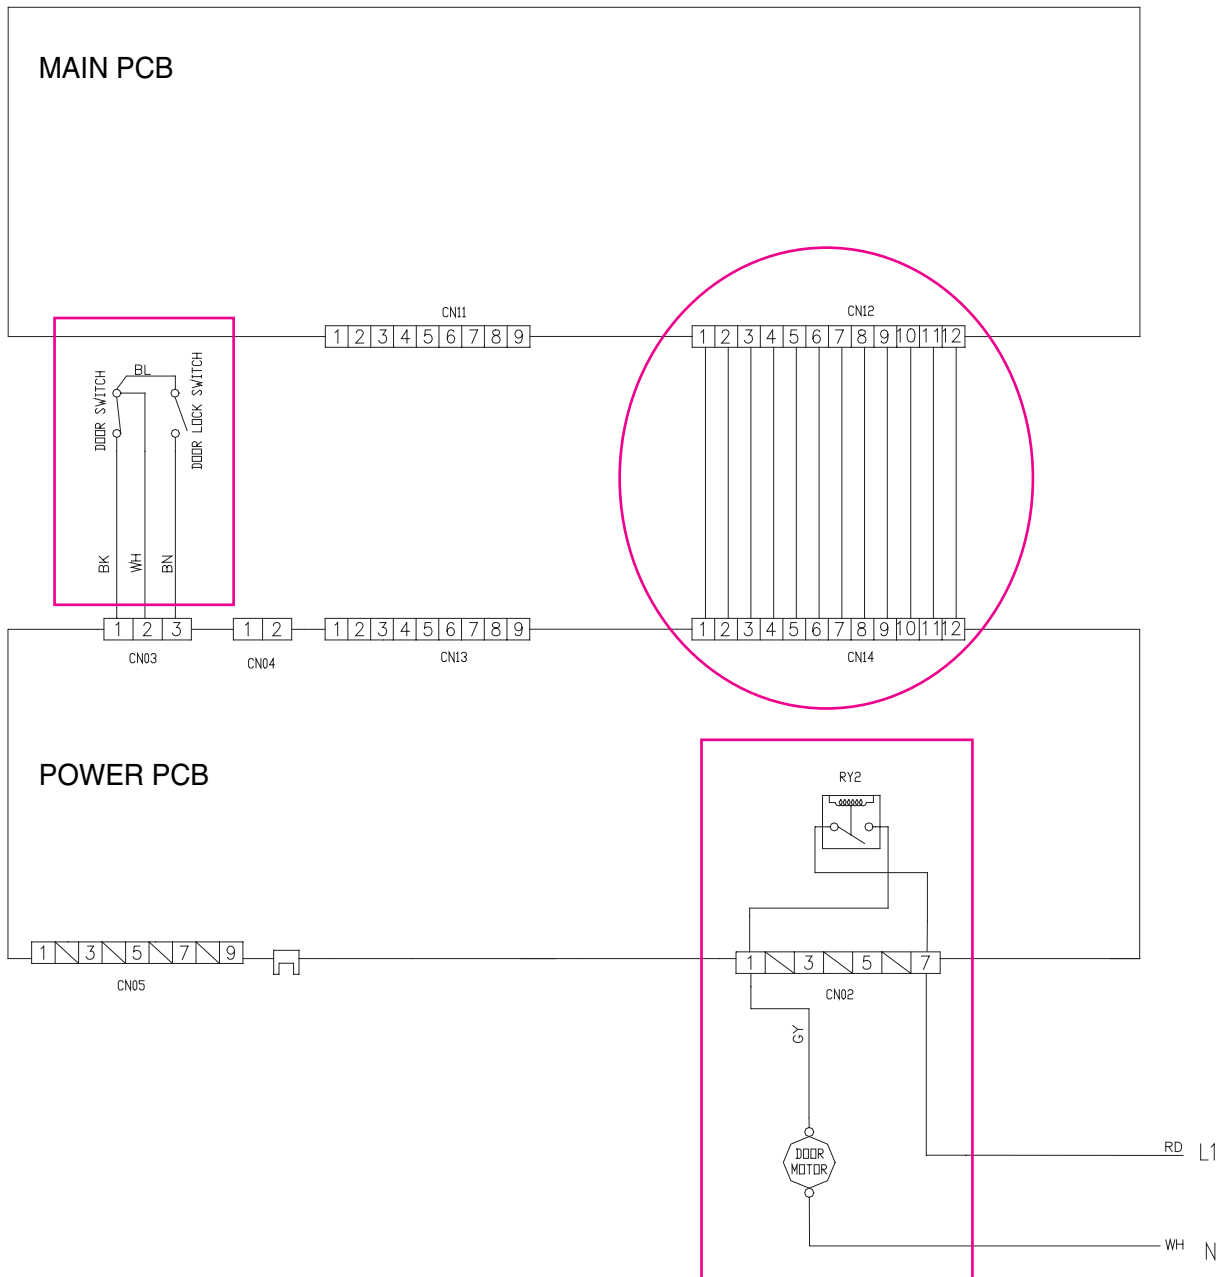 MAIN PCB
CN11
CN12
1 2 3 4 5 6 7 8 9
1 2 3 4 5 6 7 8 9 10 11 12
BL
DOOR SWITCH
DOOR LOCK SWITCH
BK
WH
BN
1 2 3
1 2
1 2 3 4 5 6 7 8 9
1 2 3 4 5 6 7 8 9 10 11 12
CN03
CN04
CN13
CN14
POWER PCB
RY2
1 3 5 7 9
CN05
1 3 5 7
CN02
GY
DOOR
MOTOR
RD L1
WH N